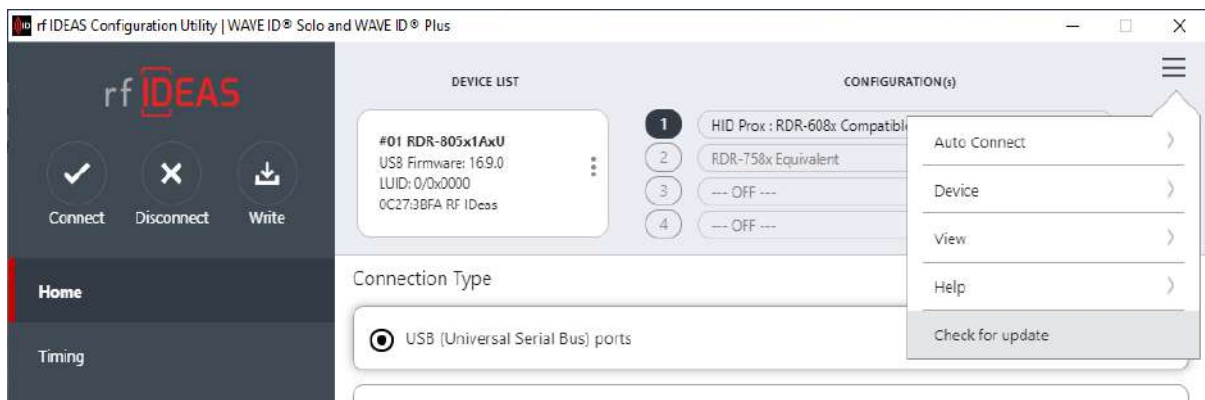 rf IDEAS Configuration Utility | WAVE ID® Solo and WAVE ID® Plus
rf IDEAS
Connect
Disconnect
Write
Home
Timing
DEVICE LIST
#01 RDR-805x1AxU
USB Firmware: 16.9.0
LUID: 0/0x0000
0C27:3BFA RF IDeas
CONFIGURATION(s)
1 HID Prox : RDR-608x Compatible
2 RDR-758x Equivalent
3 --- OFF ---
4 --- OFF ---
Auto Connect
Device
View
Help
Check for update
Connection Type
USB (Universal Serial Bus) ports